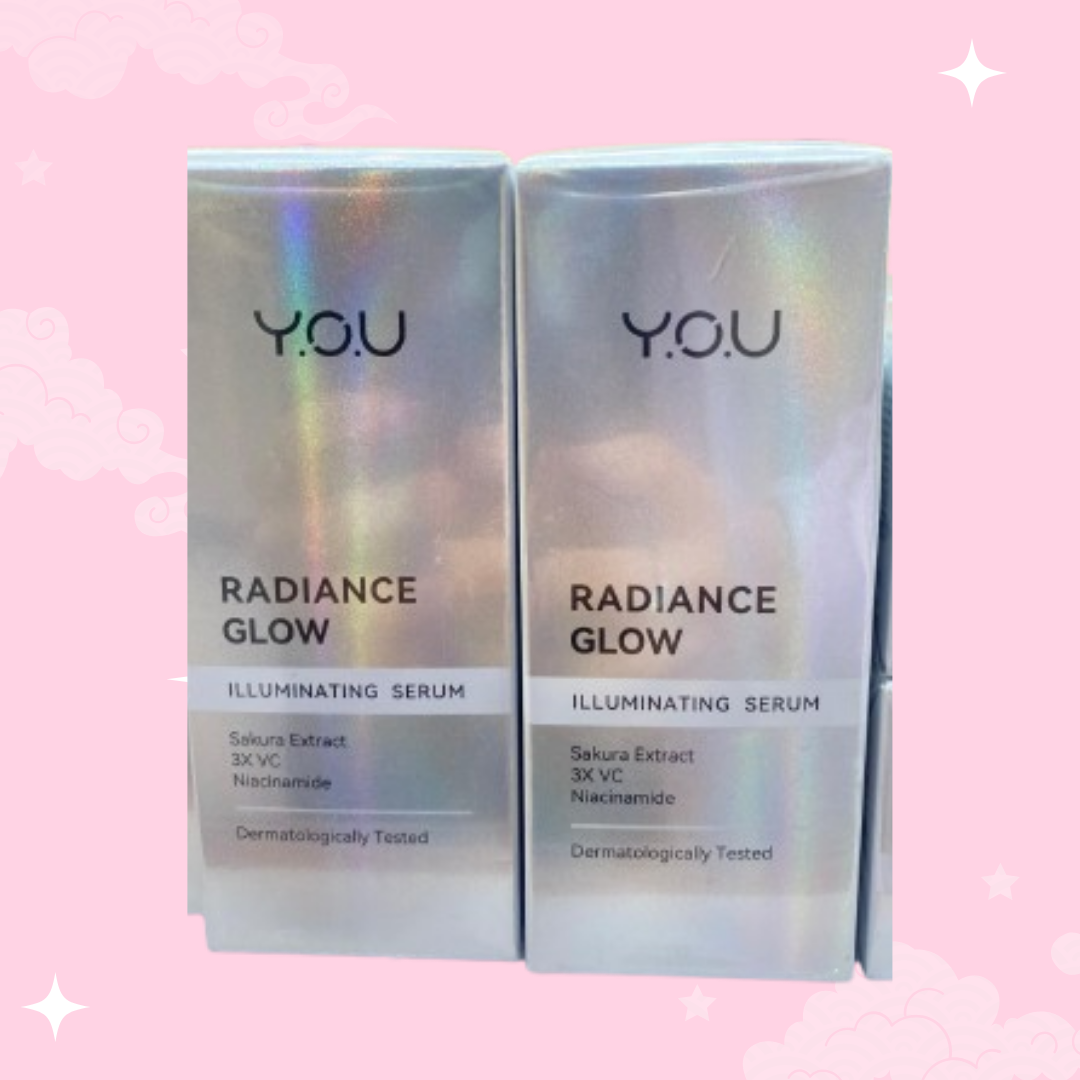 Y.O.U
RADIANCE
GLOW
ILLUMINATING SERUM
Sakura Extract
3X VC
Niacinamide
Dermatologically Tested
Y.O.U
RADIANCE
GLOW
ILLUMINATING SERUM
Sakura Extract
3X VC
Niacinamide
Dermatologically Tested